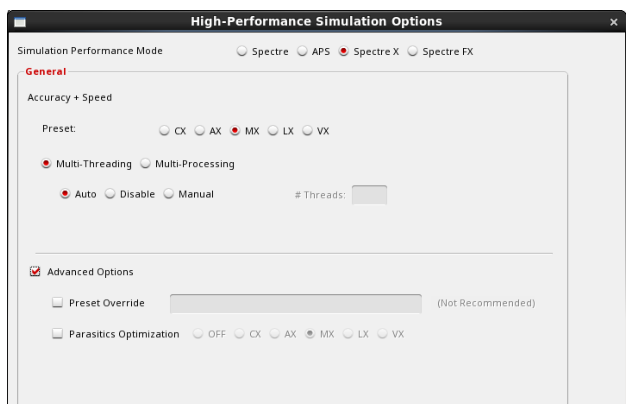 High-Performance Simulation Options
Simulation Performance Mode Spectre APS Spectre X Spectre FX
General
Accuracy + Speed
Preset: CX AX MX LX VX
Multi-Threading Multi-Processing
Auto Disable Manual # Threads:
Advanced Options
Preset Override (Not Recommended)
Parasitics Optimization OFF CX AX MX LX VX